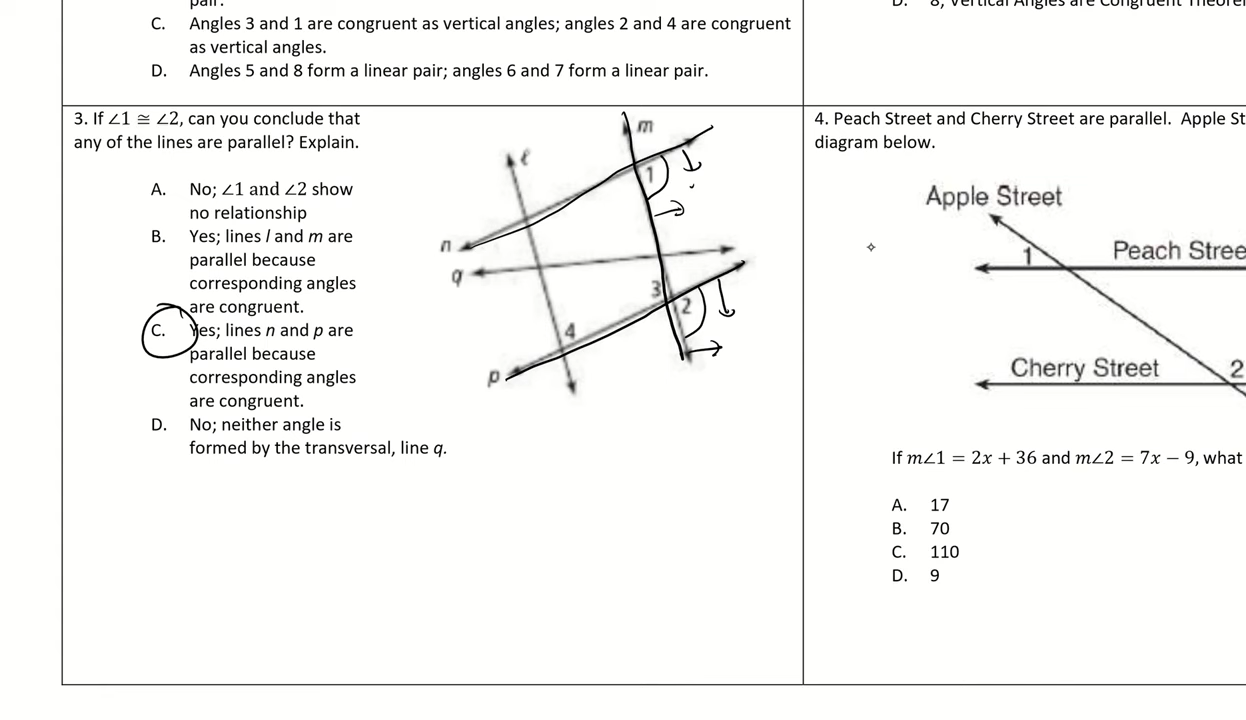 pair.
C. Angles 3 and 1 are congruent as vertical angles; angles 2 and 4 are congruent
as vertical angles.
D. Angles 5 and 8 form a linear pair; angles 6 and 7 form a linear pair.
D. 8; Vertical Angles are Congruent Theorem
3. If ∠1 ≅ ∠2, can you conclude that
any of the lines are parallel? Explain.
A. No; ∠1 and ∠2 show
no relationship
B. Yes; lines l and m are
parallel because
corresponding angles
are congruent.
C. Yes; lines n and p are
parallel because
corresponding angles
are congruent.
D. No; neither angle is
formed by the transversal, line q.
m
ℓ
1
n
q
3
2
4
p
4. Peach Street and Cherry Street are parallel. Apple St
diagram below.
Apple Street
1
Peach Stree
Cherry Street
2
If m∠1 = 2x + 36 and m∠2 = 7x − 9, what
A. 17
B. 70
C. 110
D. 9